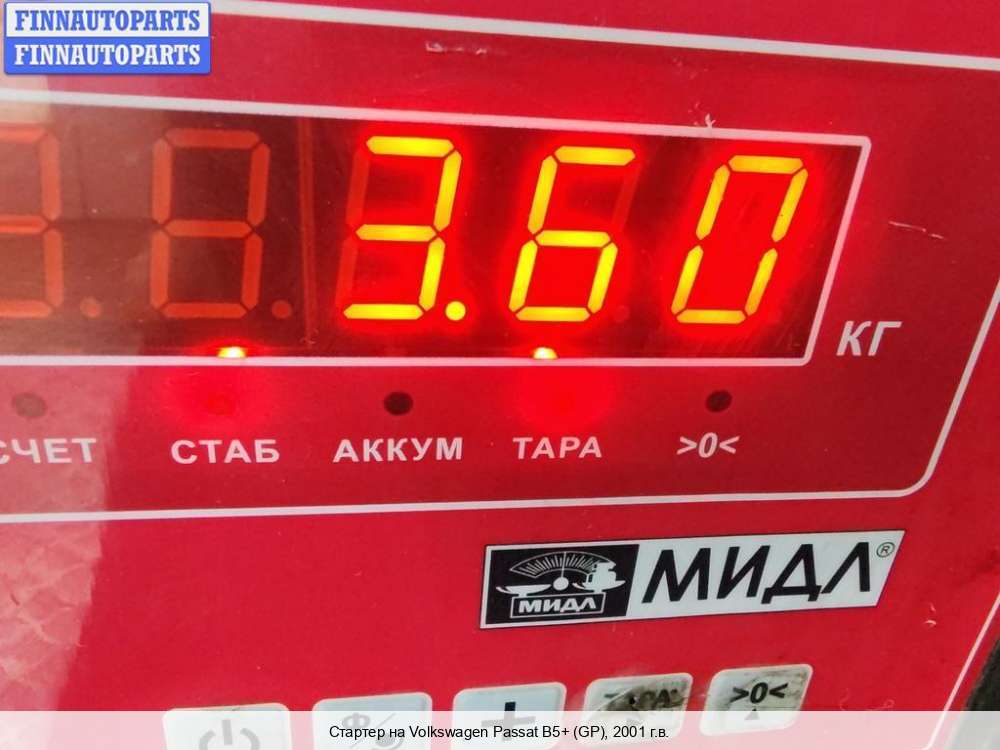 FINNAUTOPARTS
FINNAUTOPARTS
3.60
КГ
СЧЕТ СТАБ АККУМ ТАРА >0<
МИДЛ МИДЛ®
ТАРА >0<
Стартер на Volkswagen Passat B5+ (GP), 2001 г.в.